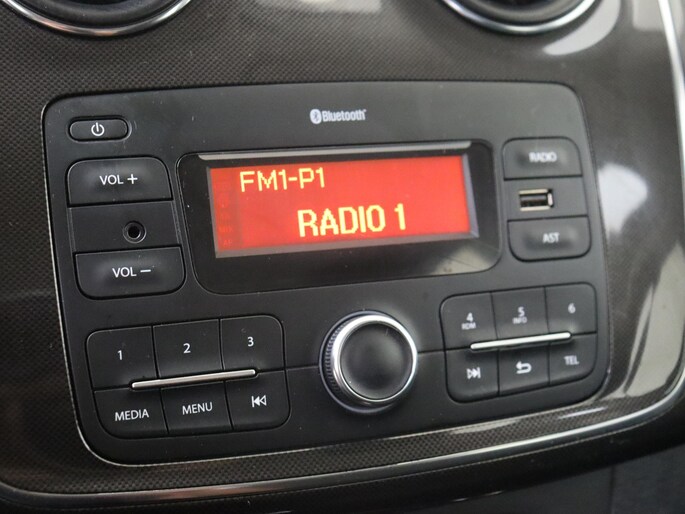 Bluetooth
VOL +
FM1-P1
RADIO
RADIO 1
VOL −
AST
1 2 3
4 RDM 5 INFO 6
MEDIA MENU
TEL